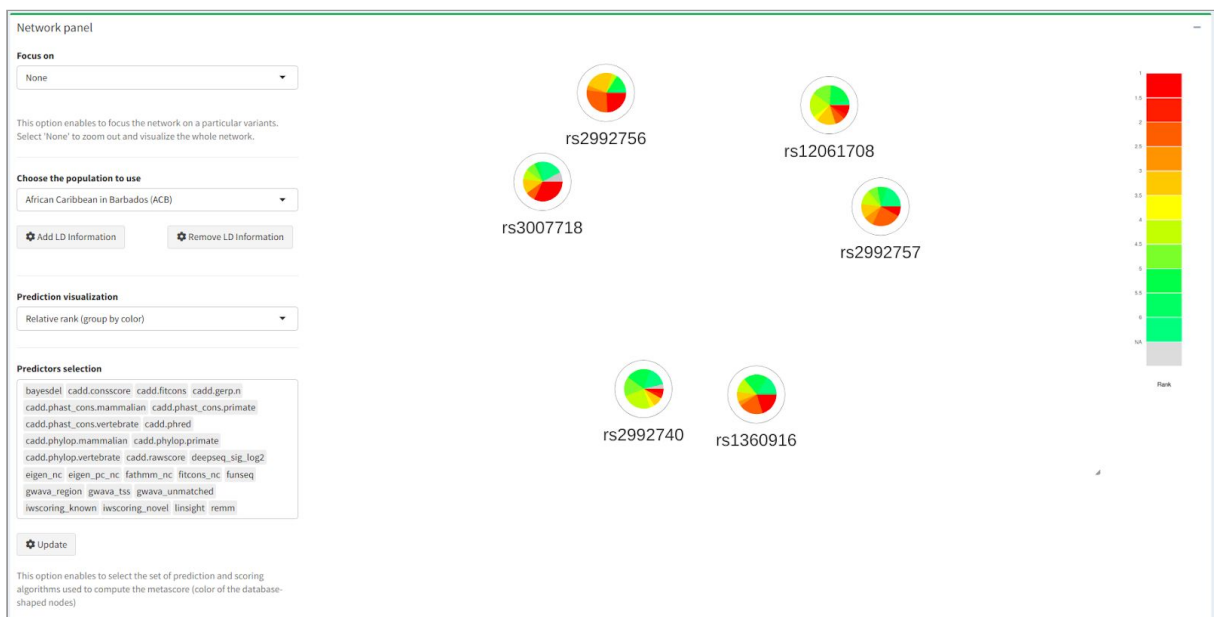 Network panel
Focus on
None
This option enables to focus the network on a particular variants.
Select 'None' to zoom out and visualize the whole network.
Choose the population to use
African Caribbean in Barbados (ACB)
Add LD Information Remove LD Information
Prediction visualization
Relative rank (group by color)
Predictors selection
bayesdel cadd.consscore cadd.fitcons cadd.gerp.n
cadd.phast_cons.mammalian cadd.phast_cons.primate
cadd.phast_cons.vertebrate cadd.phred
cadd.phylop.mammalian cadd.phylop.primate
cadd.phylop.vertebrate cadd.rawscore deepseq_sig_log2
eigen_nc eigen_pc_nc fathmm_nc fitcons_nc funseq
gwava_region gwava_tss gwava_unmatched
iwscoring_known iwscoring_novel linsight remm
Update
This option enables to select the set of prediction and scoring
algorithms used to compute the metascore (color of the database-
shaped nodes)
rs2992756
rs12061708
rs3007718
rs2992757
rs2992740
rs1360916
1
1.5
2
2.5
3
3.5
4
4.5
5
5.5
6
NA
Rank